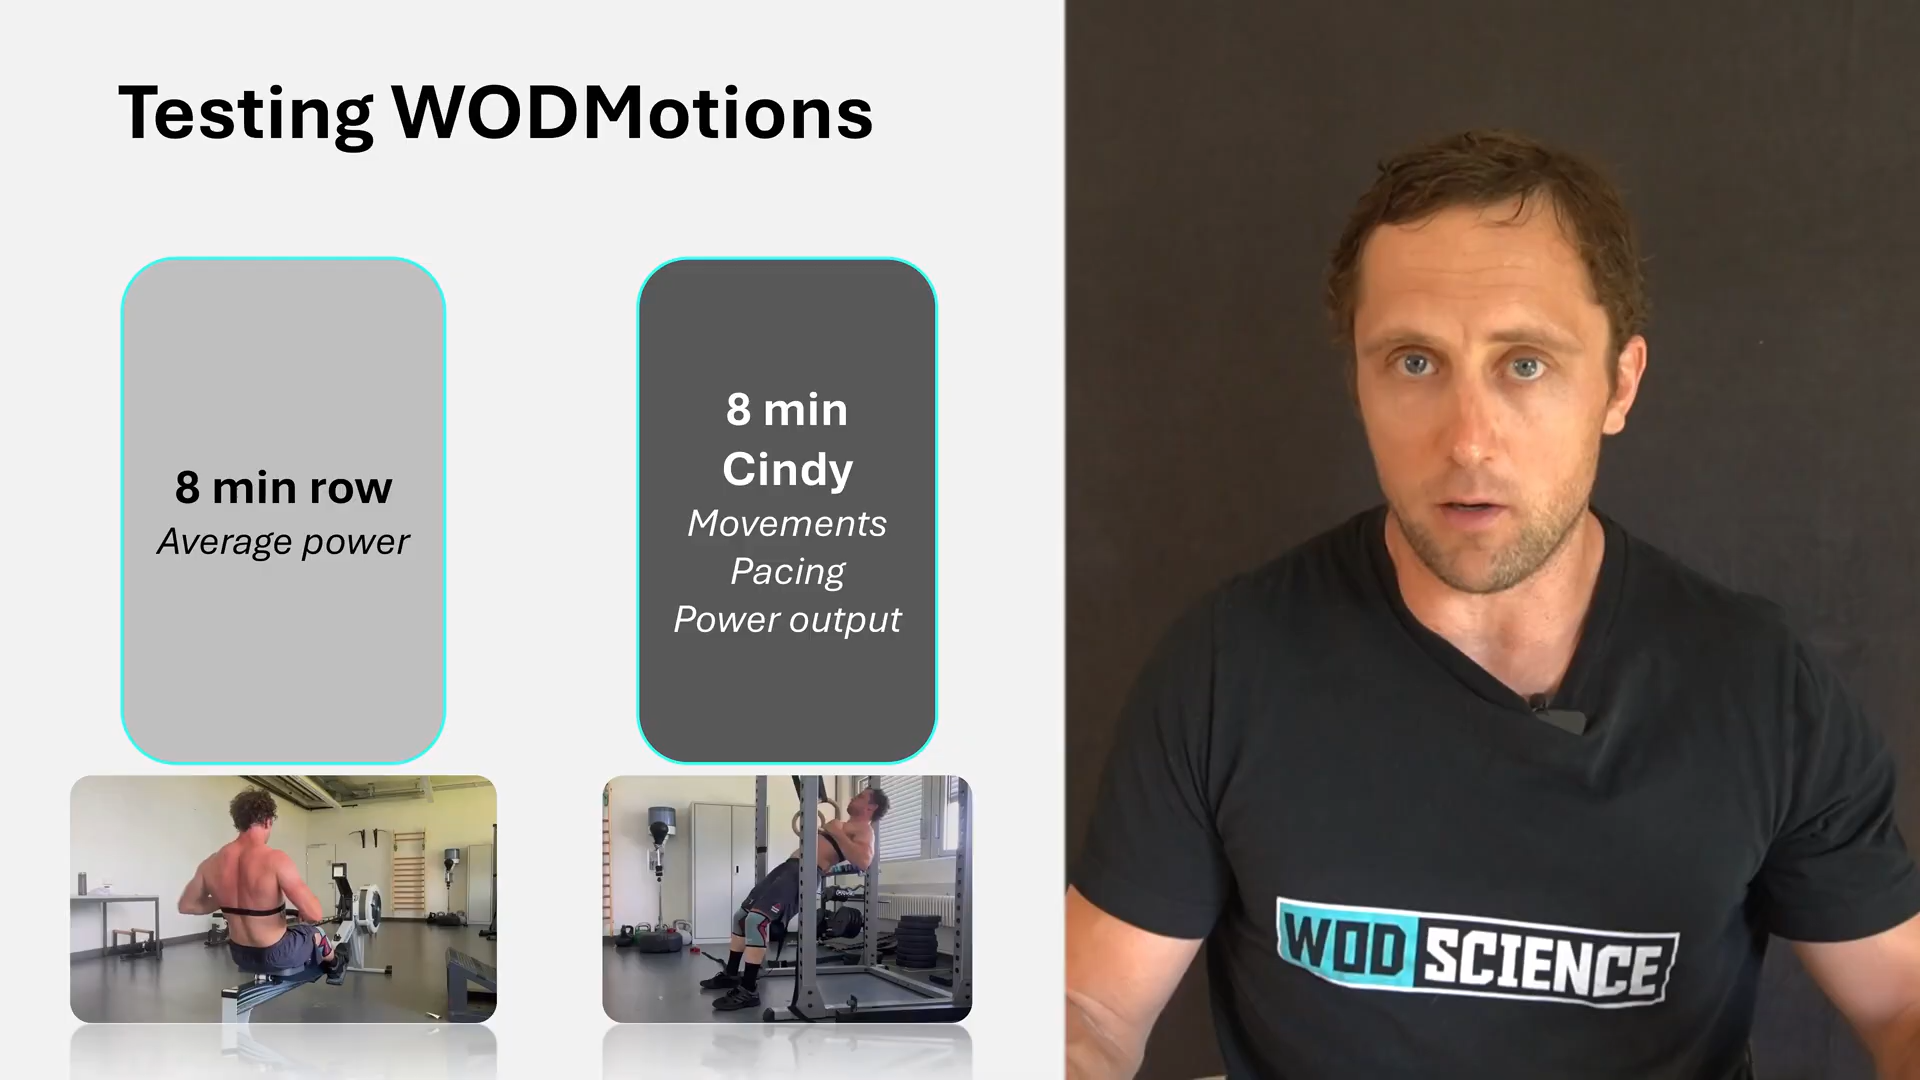 Testing WODMotions
8 min row
Average power
8 min
Cindy
Movements
Pacing
Power output
WOD SCIENCE